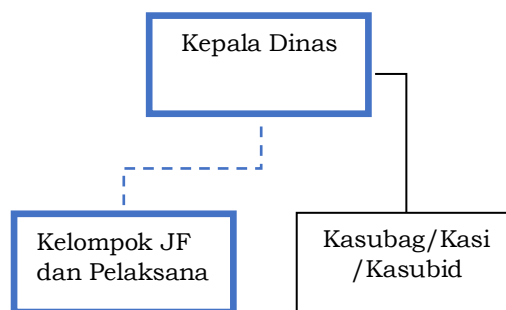 Kepala Dinas
Kelompok JF
dan Pelaksana
Kasubag/Kasi
/Kasubid